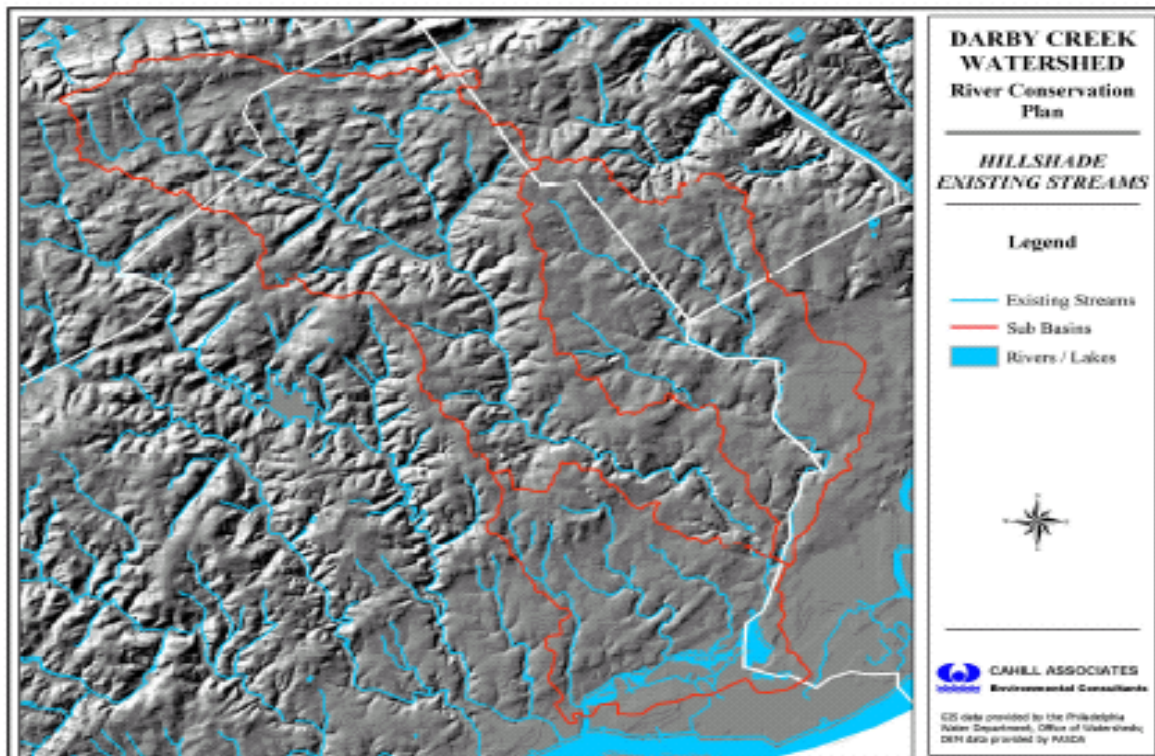 DARBY CREEK
WATERSHED
River Conservation
Plan
HILLSHADE
EXISTING STREAMS
Legend
Existing Streams
Sub Basins
Rivers / Lakes
CAHILL ASSOCIATES
Environmental Consultants
GIS data provided by the Philadelphia
Water Department, Office of Watersheds;
DEM data provided by PASDA